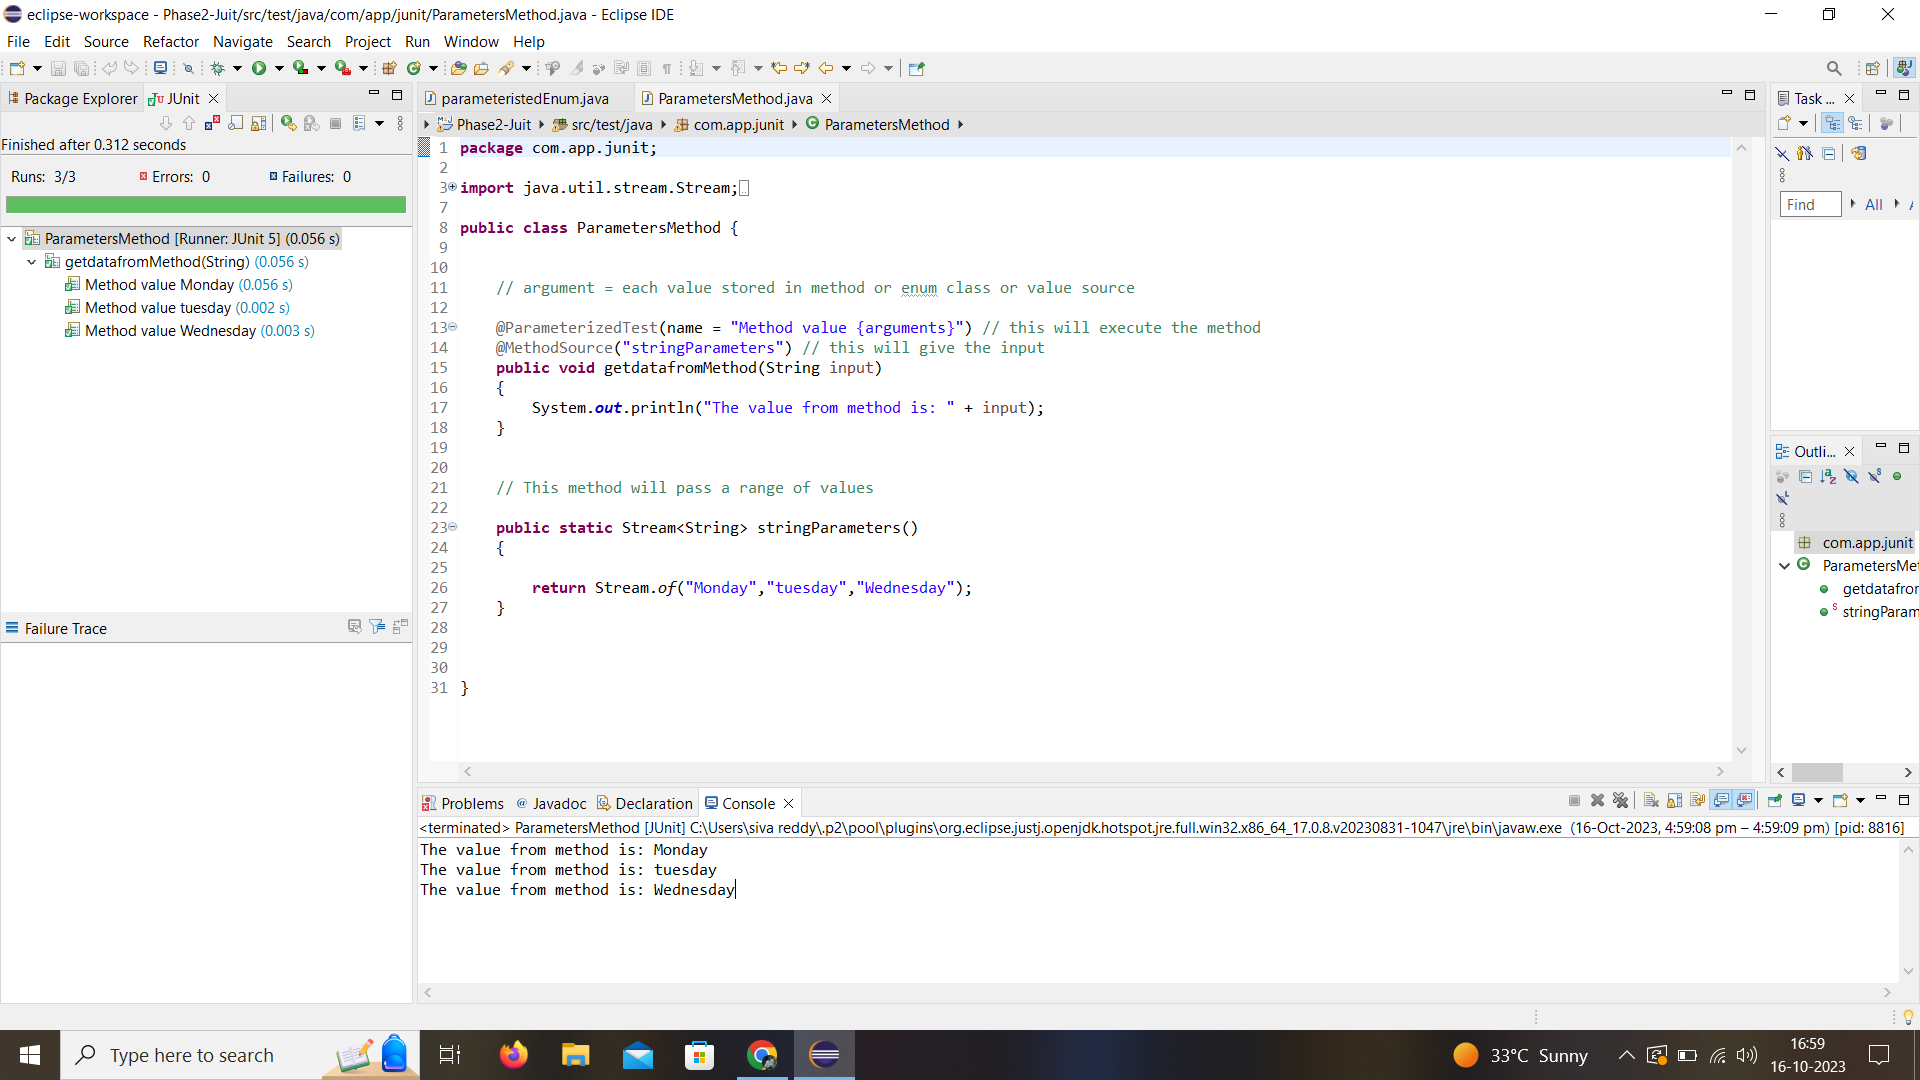 eclipse-workspace - Phase2-Juit/src/test/java/com/app/junit/ParametersMethod.java - Eclipse IDE
File Edit Source Refactor Navigate Search Project Run Window Help
Package Explorer JUnit
Finished after 0.312 seconds
Runs: 3/3 Errors: 0 Failures: 0
ParametersMethod [Runner: JUnit 5] (0.056 s)
getdatafromMethod(String) (0.056 s)
Method value Monday (0.056 s)
Method value tuesday (0.002 s)
Method value Wednesday (0.003 s)
Failure Trace
parameteristedEnum.java ParametersMethod.java
Phase2-Juit src/test/java com.app.junit ParametersMethod
1 package com.app.junit;
2
3 import java.util.stream.Stream;
7
8 public class ParametersMethod {
9
10
11 // argument = each value stored in method or enum class or value source
12
13 @ParameterizedTest(name = "Method value {arguments}") // this will execute the method
14 @MethodSource("stringParameters") // this will give the input
15 public void getdatafromMethod(String input)
16 {
17 System.out.println("The value from method is: " + input);
18 }
19
20
21 // This method will pass a range of values
22
23 public static Stream<String> stringParameters()
24 {
25
26 return Stream.of("Monday","tuesday","Wednesday");
27 }
28
29
30
31 }
Task ...
Find All
Outli...
com.app.junit
ParametersMe
getdatafror
stringParam
Problems Javadoc Declaration Console
<terminated> ParametersMethod [JUnit] C:\Users\siva reddy\.p2\pool\plugins\org.eclipse.justj.openjdk.hotspot.jre.full.win32.x86_64_17.0.8.v20230831-1047\jre\bin\javaw.exe (16-Oct-2023, 4:59:08 pm – 4:59:09 pm) [pid: 8816]
The value from method is: Monday
The value from method is: tuesday
The value from method is: Wednesday
Type here to search
33°C Sunny
16:59
16-10-2023